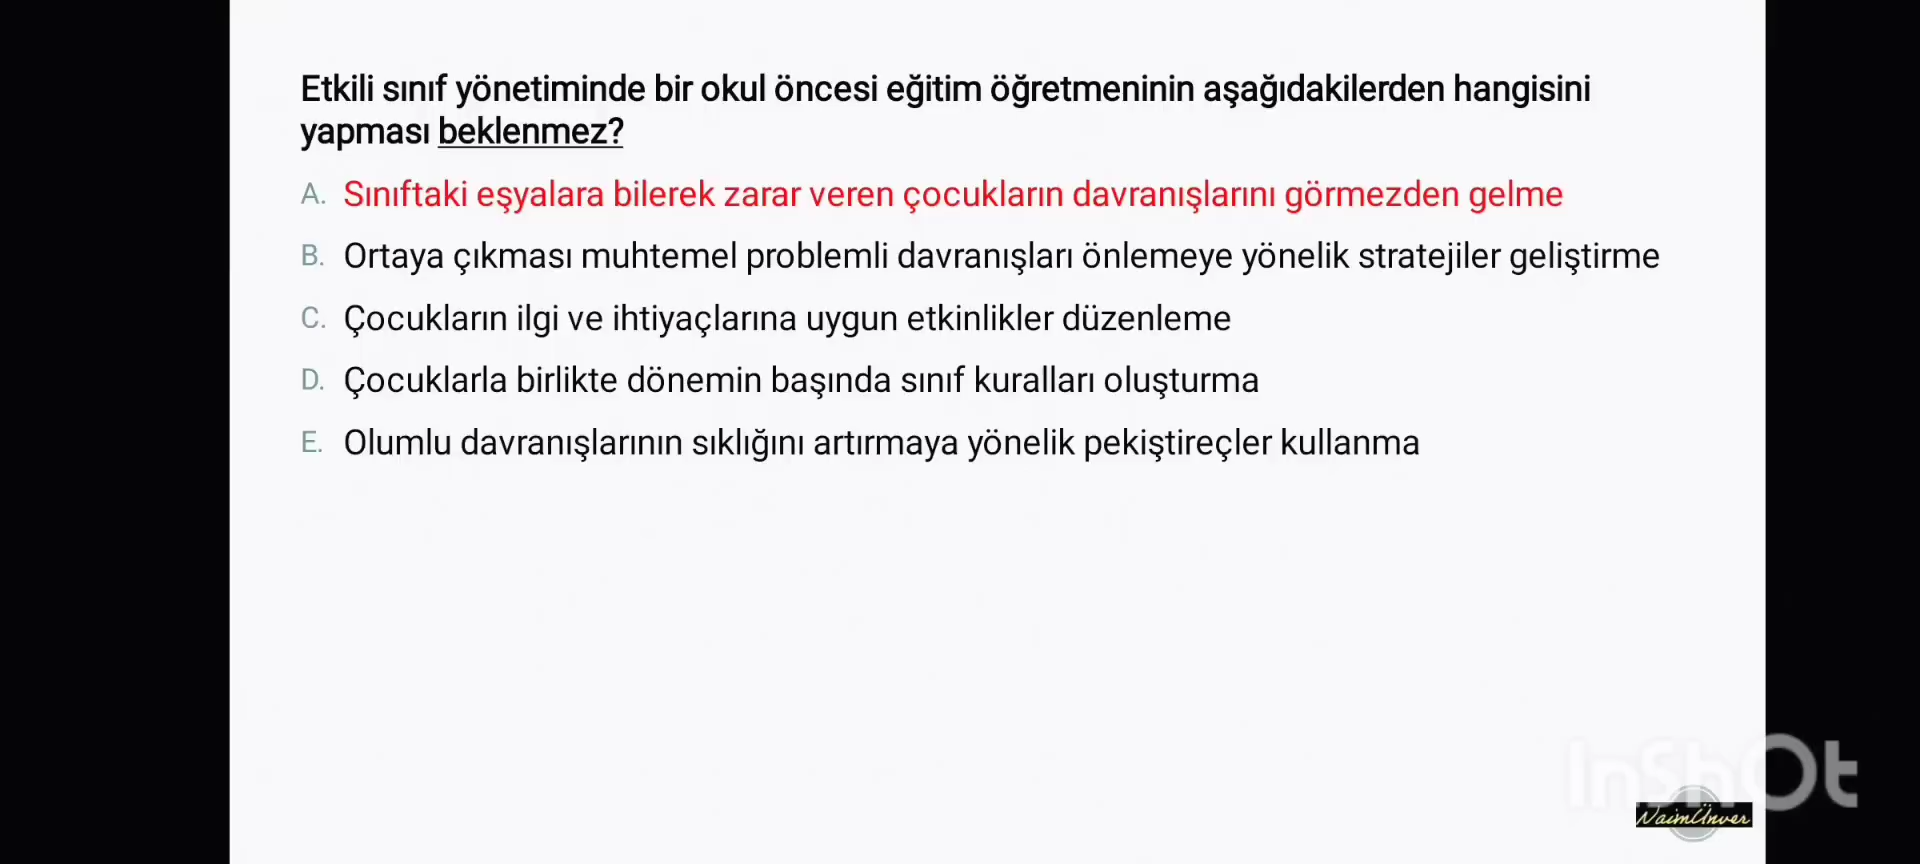 Etkili sınıf yönetiminde bir okul öncesi eğitim öğretmeninin aşağıdakilerden hangisini
yapması beklenmez?
A. Sınıftaki eşyalara bilerek zarar veren çocukların davranışlarını görmezden gelme
B. Ortaya çıkması muhtemel problemli davranışları önlemeye yönelik stratejiler geliştirme
C. Çocukların ilgi ve ihtiyaçlarına uygun etkinlikler düzenleme
D. Çocuklarla birlikte dönemin başında sınıf kuralları oluşturma
E. Olumlu davranışlarının sıklığını artırmaya yönelik pekiştireçler kullanma
InShOt
NaimÜnver